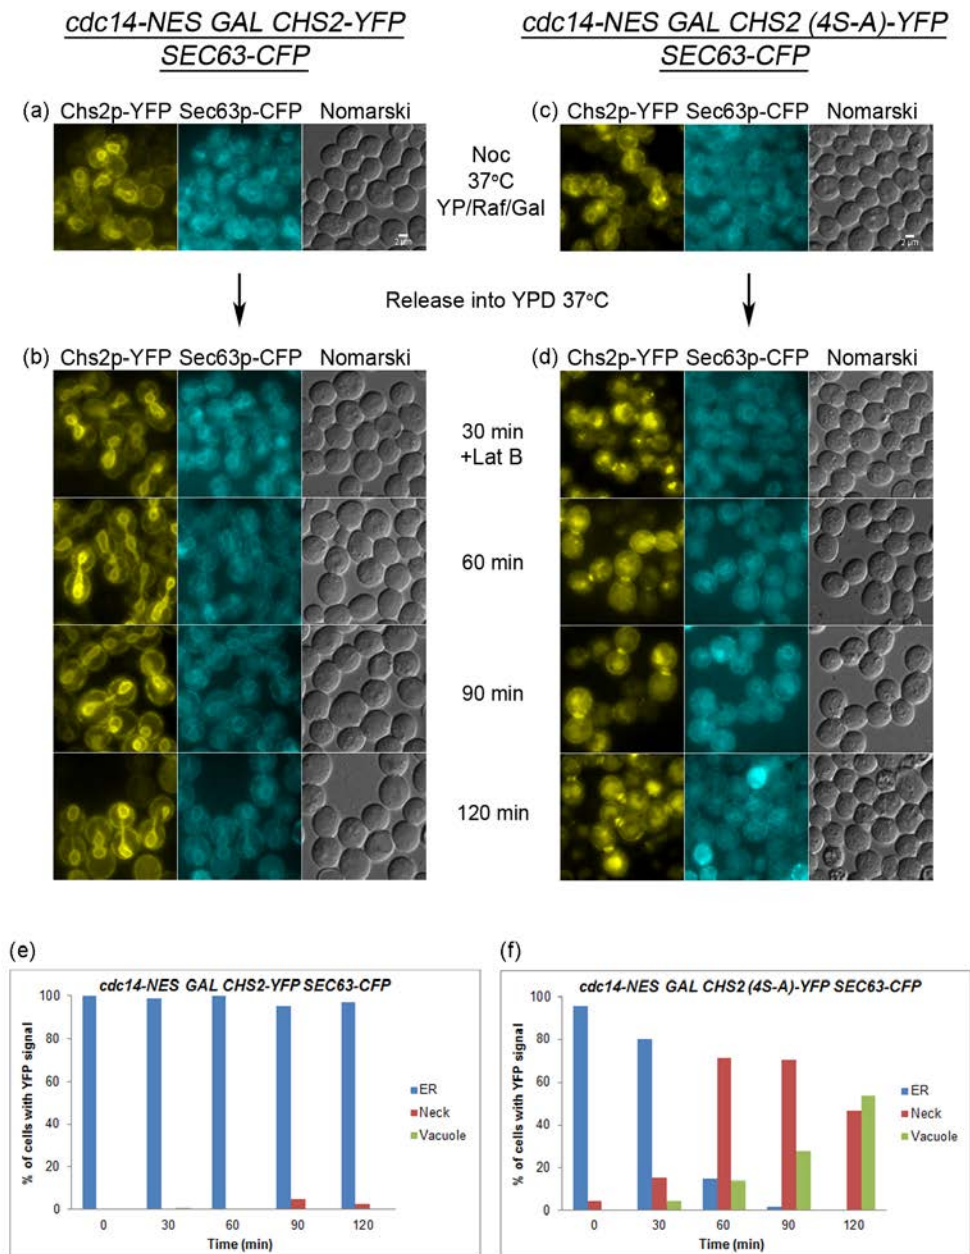 cdc14-NES GAL CHS2-YFP
SEC63-CFP
cdc14-NES GAL CHS2 (4S-A)-YFP
SEC63-CFP
(a) Chs2p-YFP Sec63p-CFP Nomarski
2 µm
Noc
37°C
YP/Raf/Gal
(c) Chs2p-YFP Sec63p-CFP Nomarski
2 µm
Release into YPD 37°C
(b) Chs2p-YFP Sec63p-CFP Nomarski
(d) Chs2p-YFP Sec63p-CFP Nomarski
30 min
+Lat B
60 min
90 min
120 min
(e)
cdc14-NES GAL CHS2-YFP SEC63-CFP
% of cells with YFP signal
100
80
60
40
20
0
0 30 60 90 120
Time (min)
ER
Neck
Vacuole
(f)
cdc14-NES GAL CHS2 (4S-A)-YFP SEC63-CFP
% of cells with YFP signal
100
80
60
40
20
0
0 30 60 90 120
Time (min)
ER
Neck
Vacuole